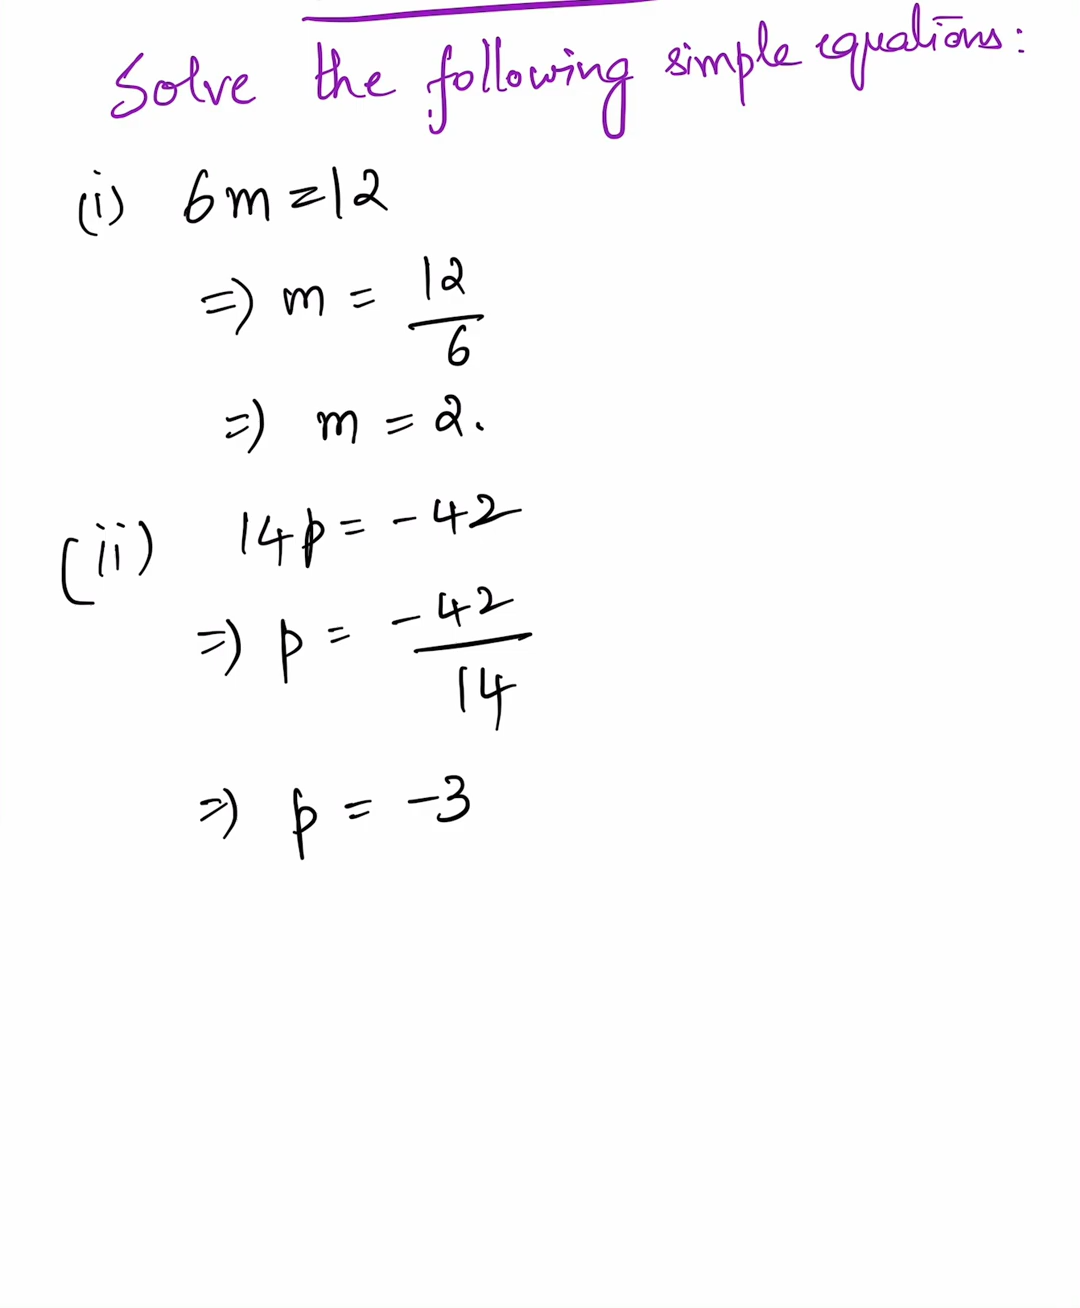 Solve the following simple equations:
(i) 6m = 12
=> m = 12/6
=> m = 2.
(ii) 14p = -42
=> p = -42/14
=> p = -3